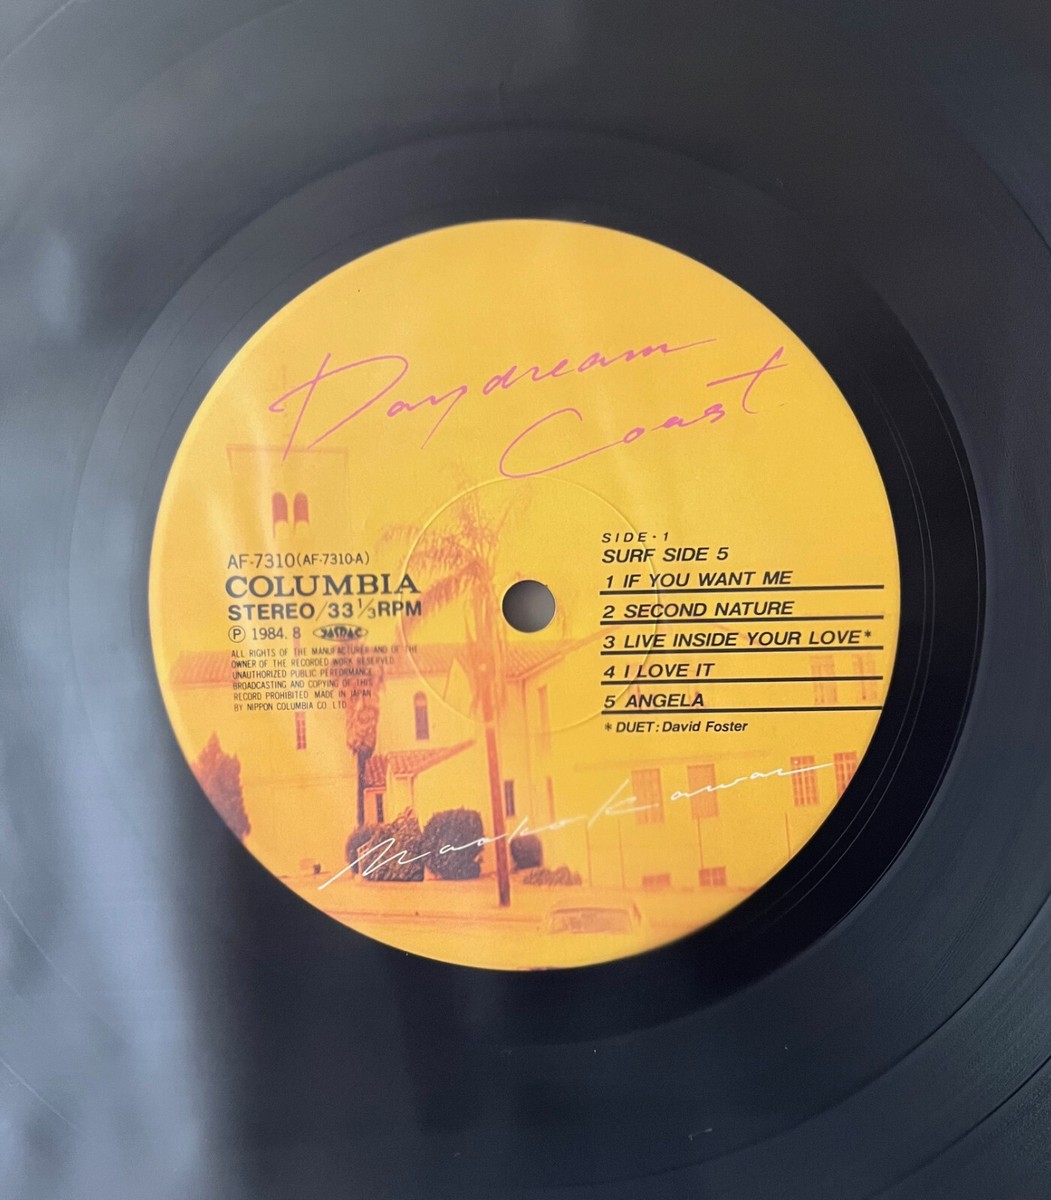 Daydream
Coast
AF-7310(AF-7310-A)
COLUMBIA
STEREO/33⅓RPM
Ⓟ 1984. 8 JASRAC
ALL RIGHTS OF THE MANUFACTURER AND OF THE
OWNER OF THE RECORDED WORK RESERVED.
UNAUTHORIZED PUBLIC PERFORMANCE
BROADCASTING AND COPYING OF THIS
RECORD PROHIBITED MADE IN JAPAN
BY NIPPON COLUMBIA CO. LTD.
SIDE・1
SURF SIDE 5
1 IF YOU WANT ME
2 SECOND NATURE
3 LIVE INSIDE YOUR LOVE*
4 I LOVE IT
5 ANGELA
*DUET: David Foster
Naoko Kawai